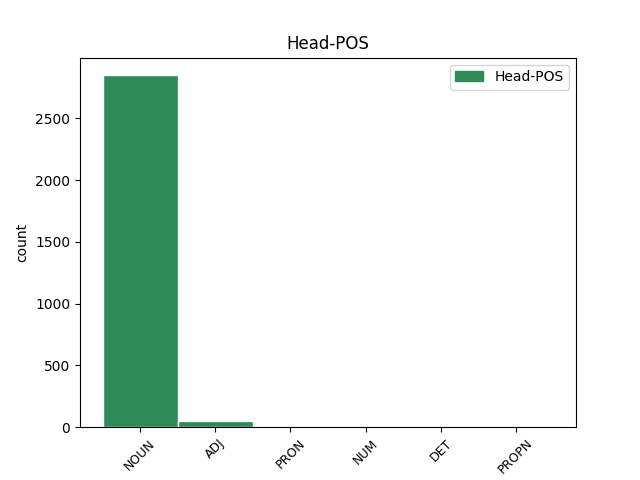 Head-POS
Head-POS
2500
2000
1500
1000
500
0
count
NOUN
ADJ
PRON
NUM
DET
PROPN